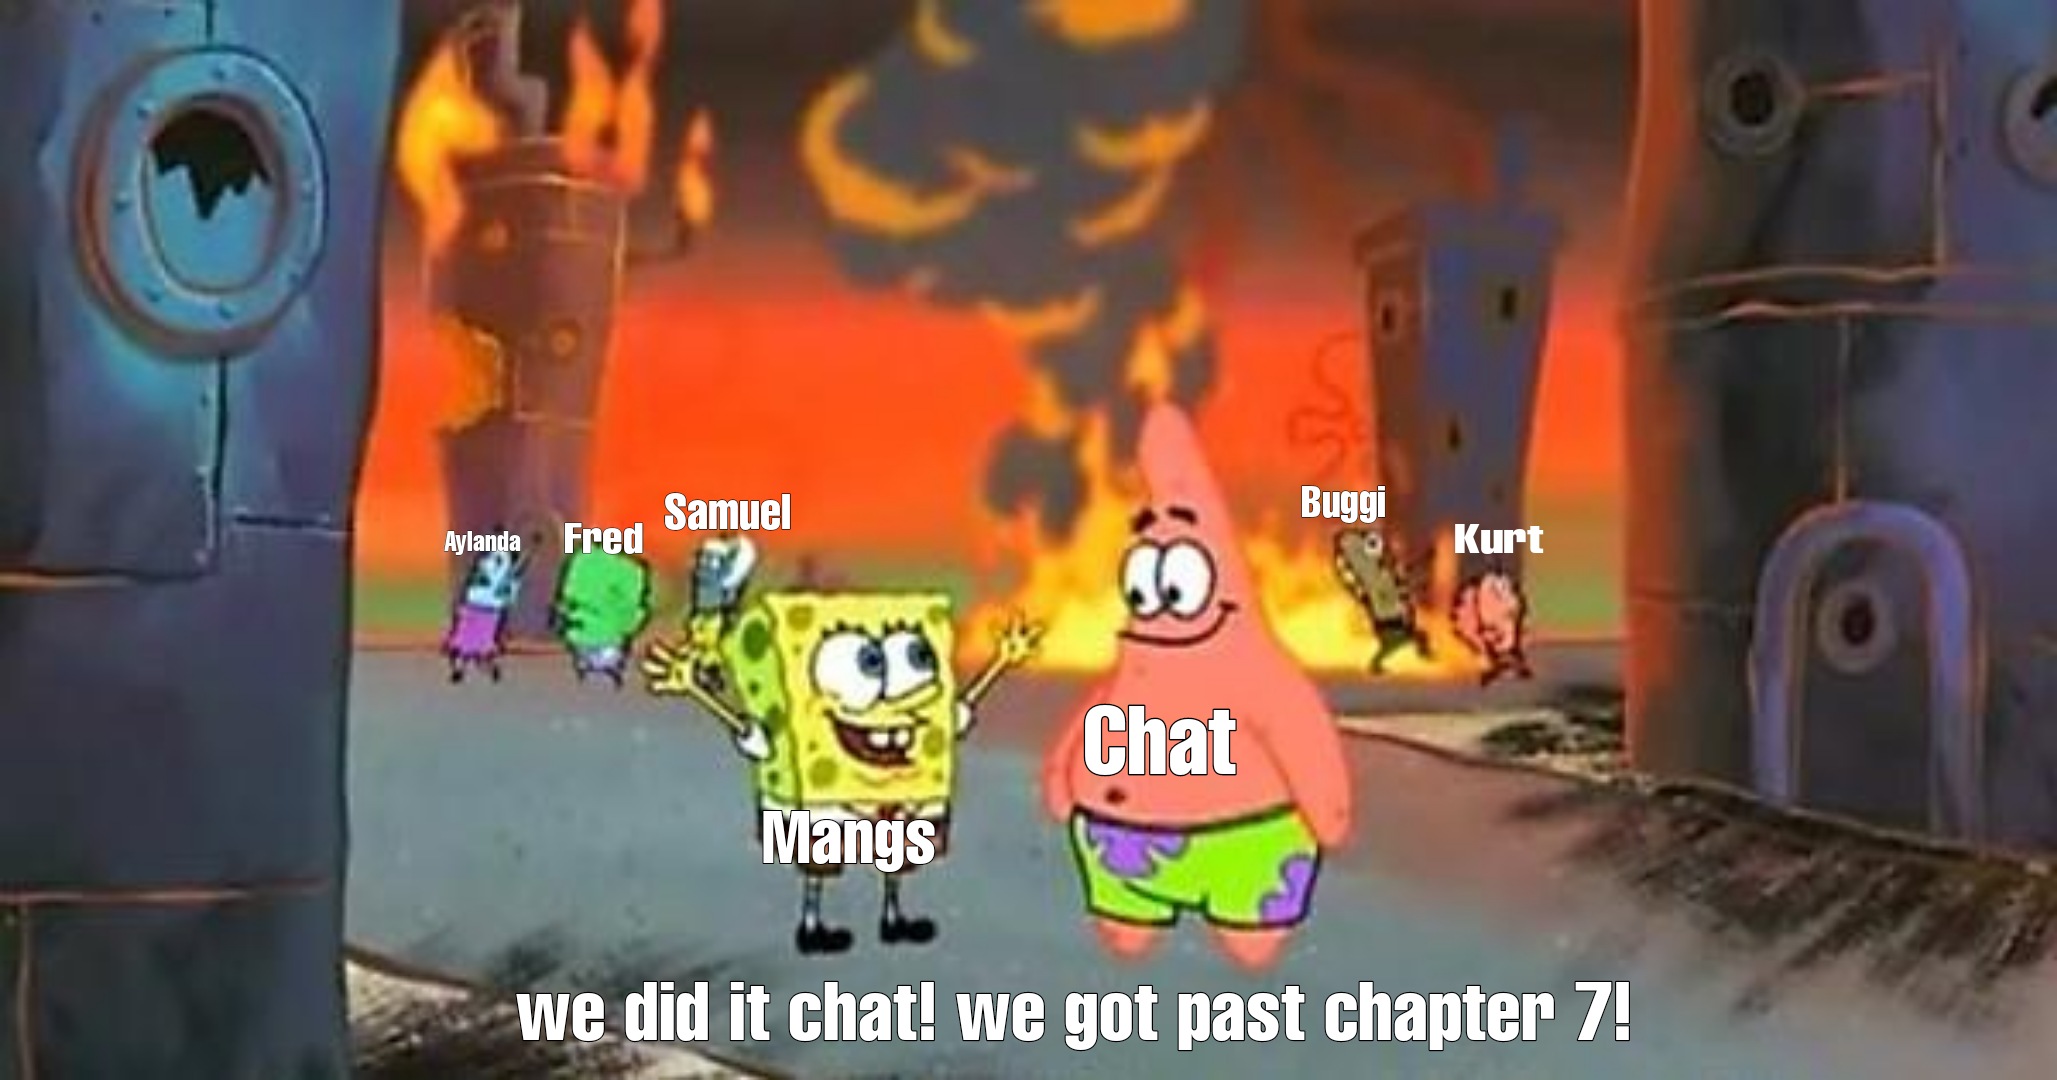 Aylanda
Fred
Samuel
Buggi
Kurt
Chat
Mangs
we did it chat! we got past chapter 7!